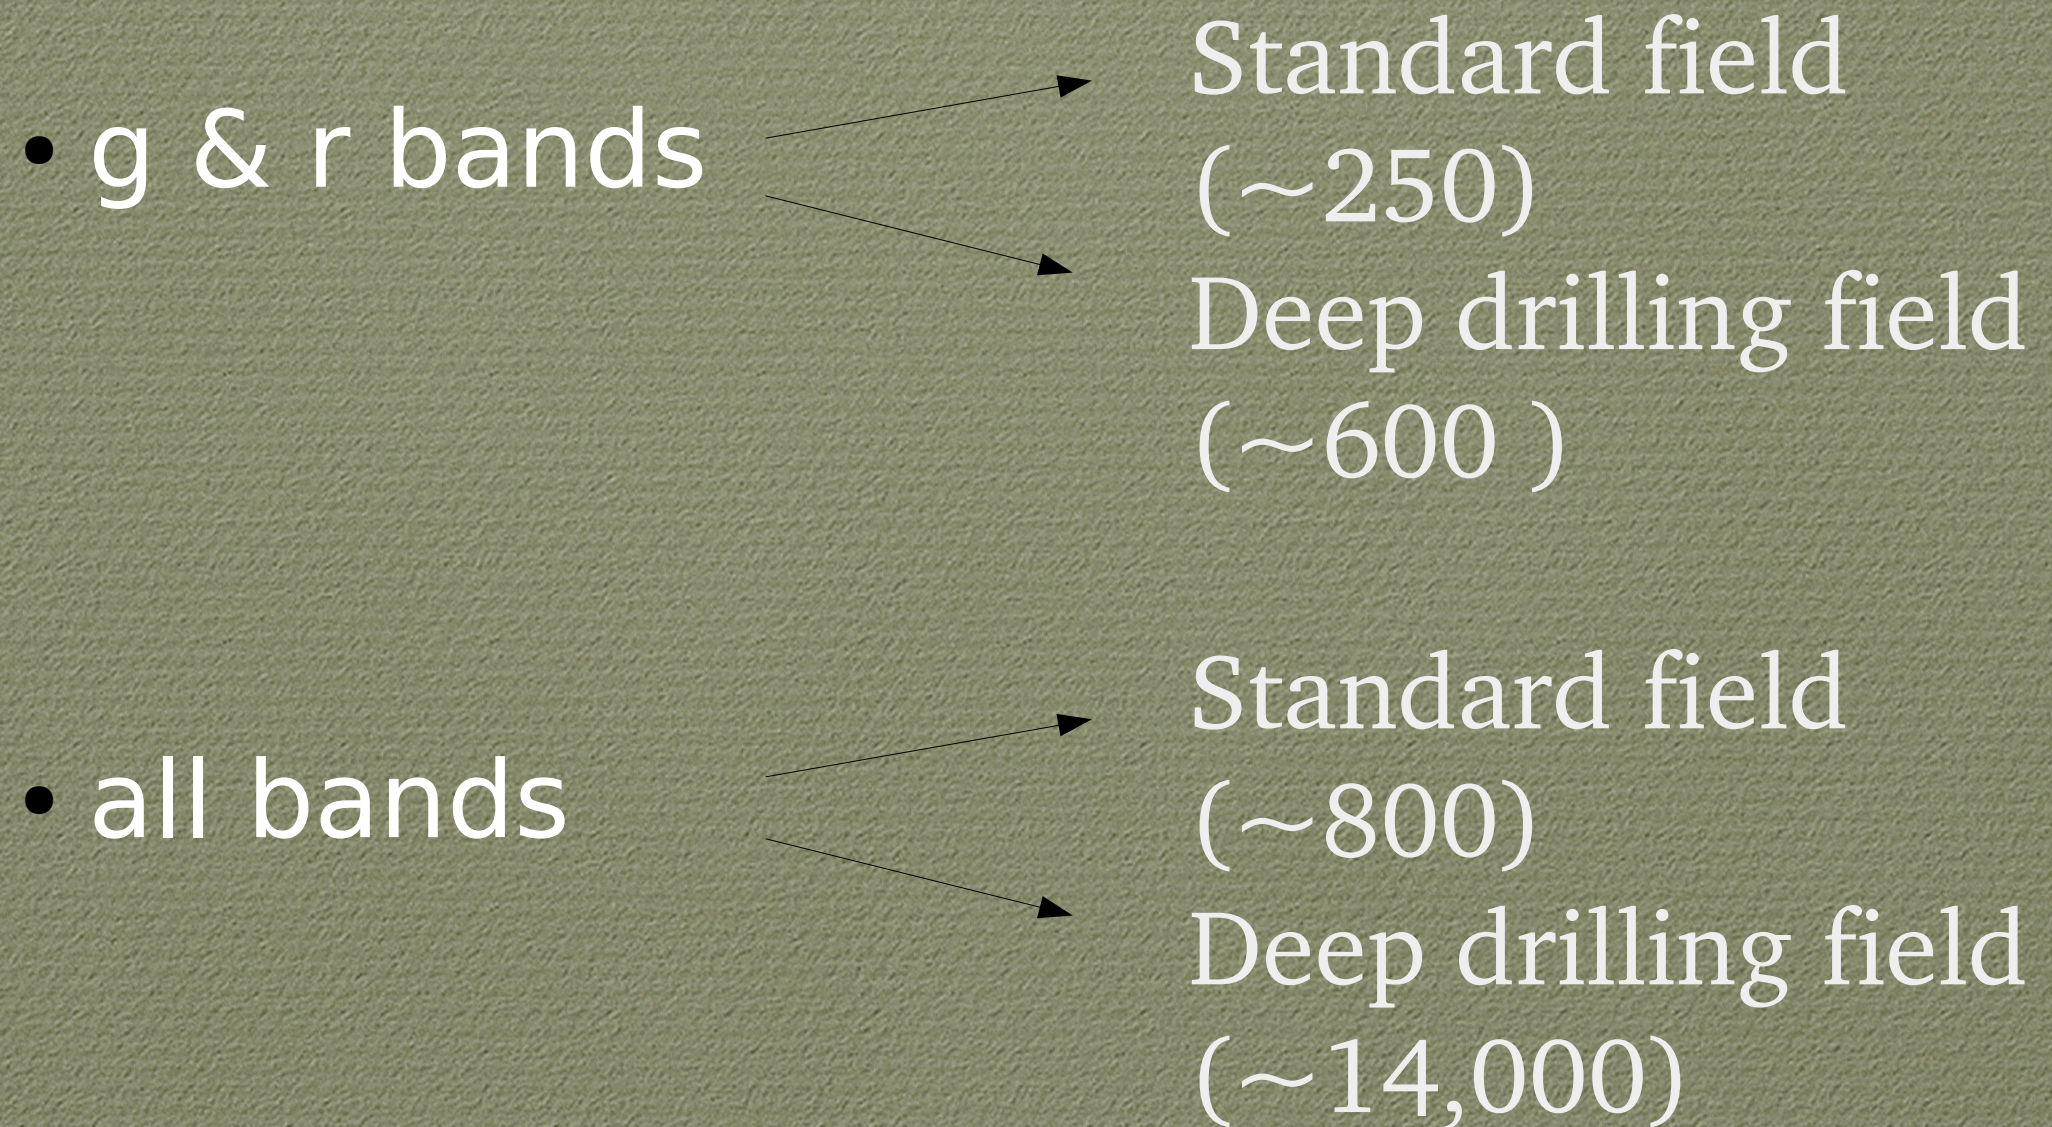 • g & r bands
Standard field
(~250)
Deep drilling field
(~600 )
• all bands
Standard field
(~800)
Deep drilling field
(~14,000)